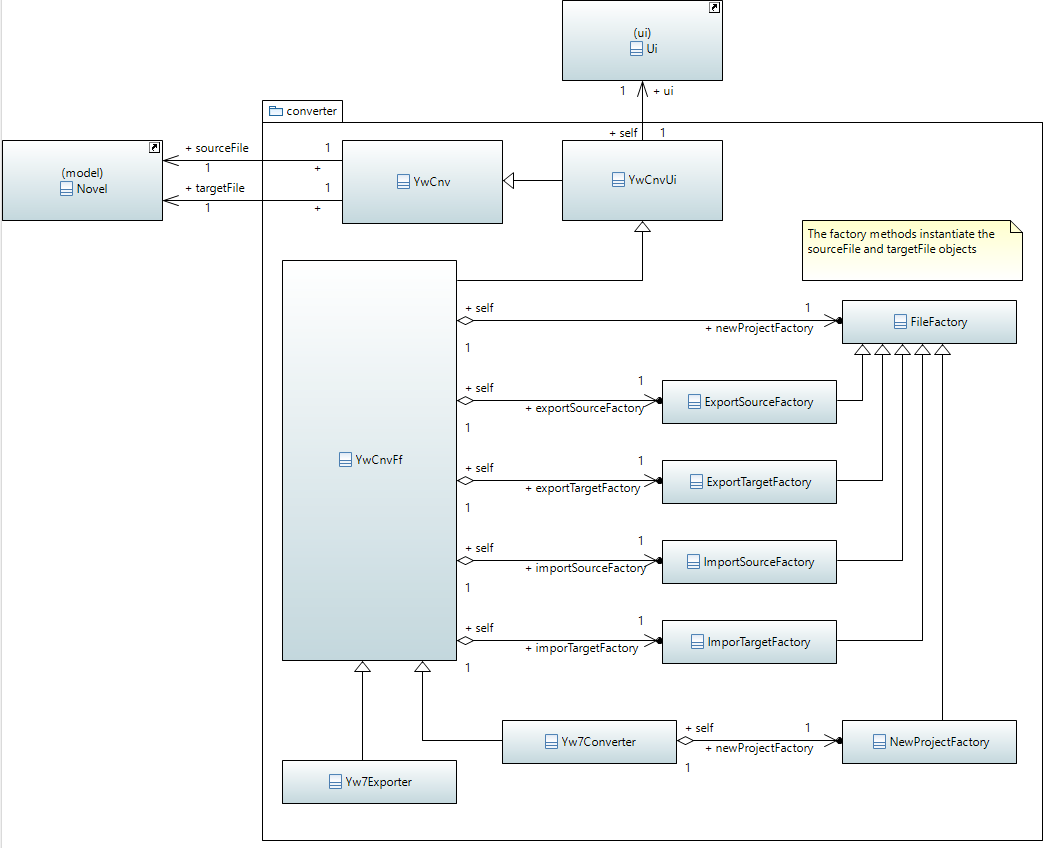 (ui)
Ui
1
+ ui
converter
+ self
1
(model)
Novel
+ sourceFile
1
1
+
+ targetFile
1
1
+
YwCnv
YwCnvUi
The factory methods instantiate the
sourceFile and targetFile objects
YwCnvFf
+ self
1
1
+ newProjectFactory
FileFactory
+ self
1
1
+ exportSourceFactory
ExportSourceFactory
+ self
1
1
+ exportTargetFactory
ExportTargetFactory
+ self
1
1
+ importSourceFactory
ImportSourceFactory
+ self
1
1
+ imporTargetFactory
ImporTargetFactory
Yw7Converter
+ self
1
1
+ newProjectFactory
NewProjectFactory
Yw7Exporter